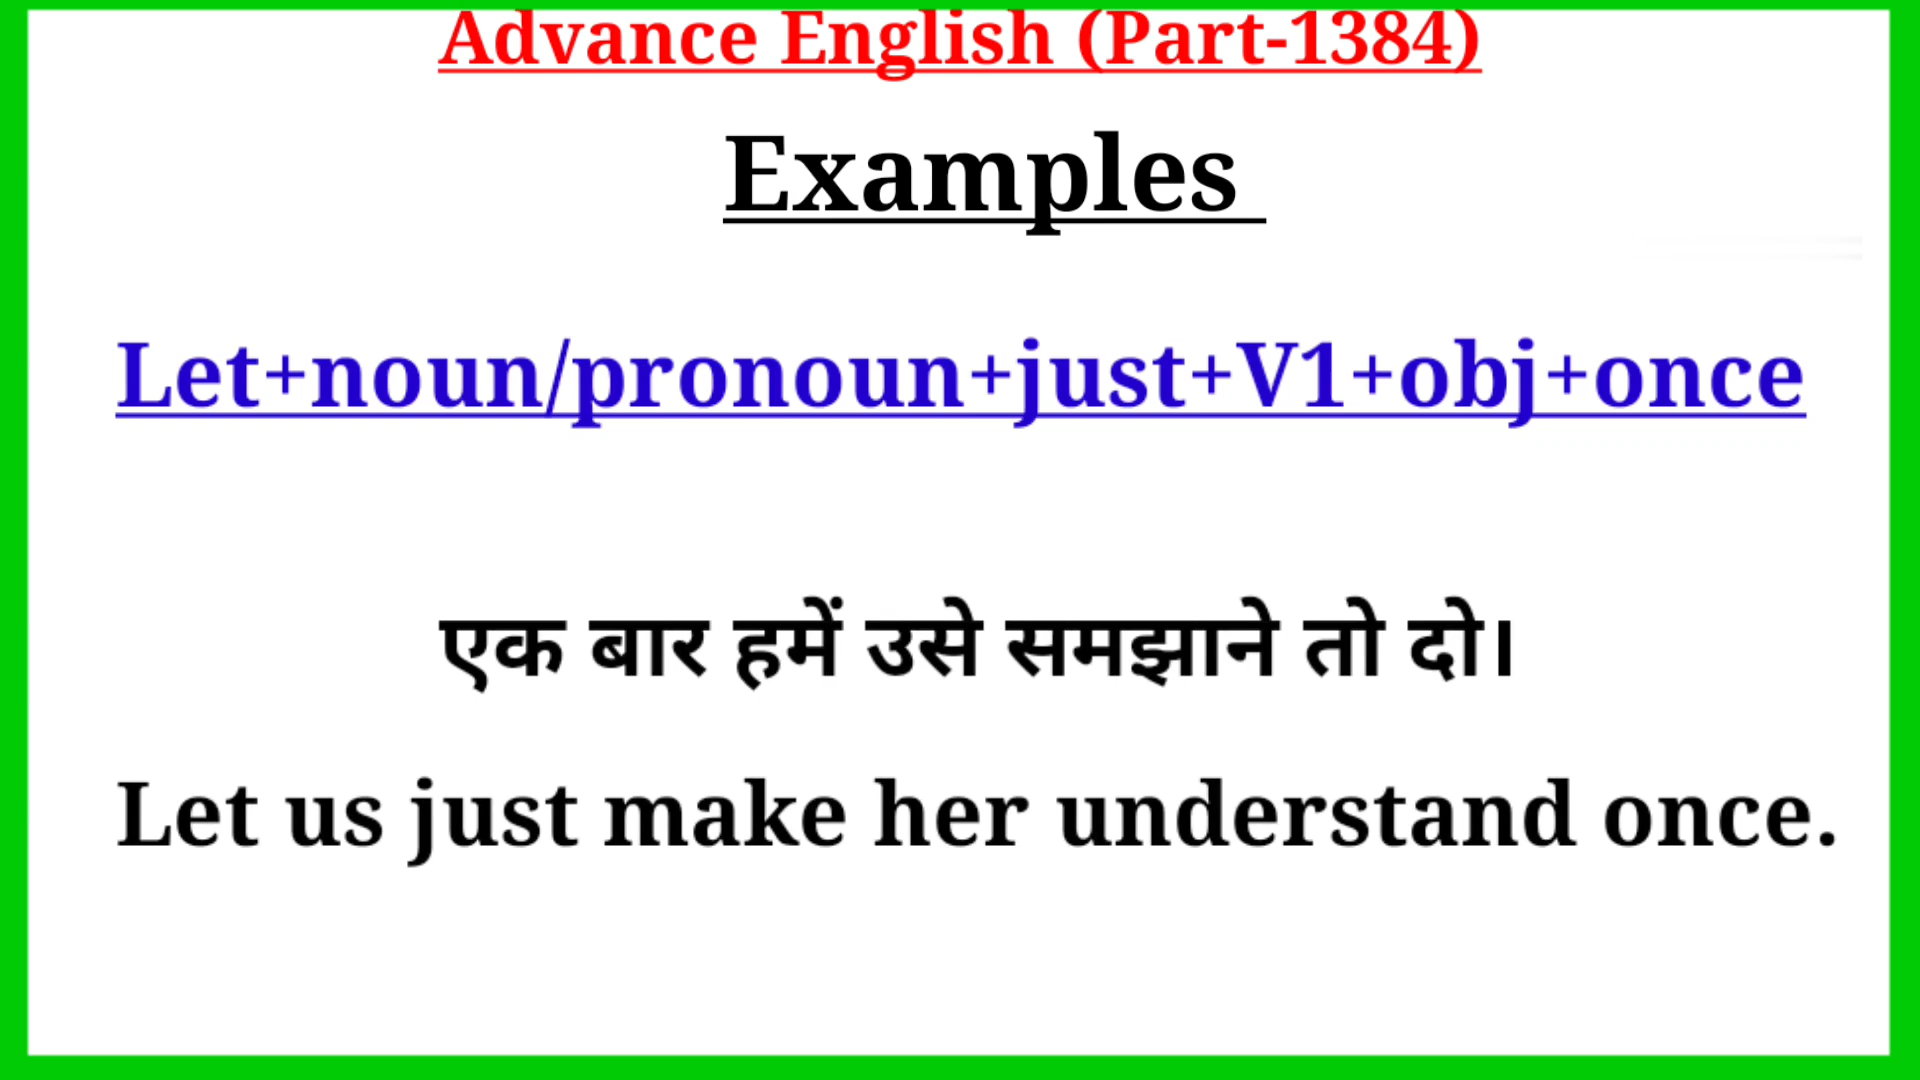 Advance English (Part-1384)
Examples
Let+noun/pronoun+just+V1+obj+once
एक बार हमें उसे समझाने तो दो।
Let us just make her understand once.